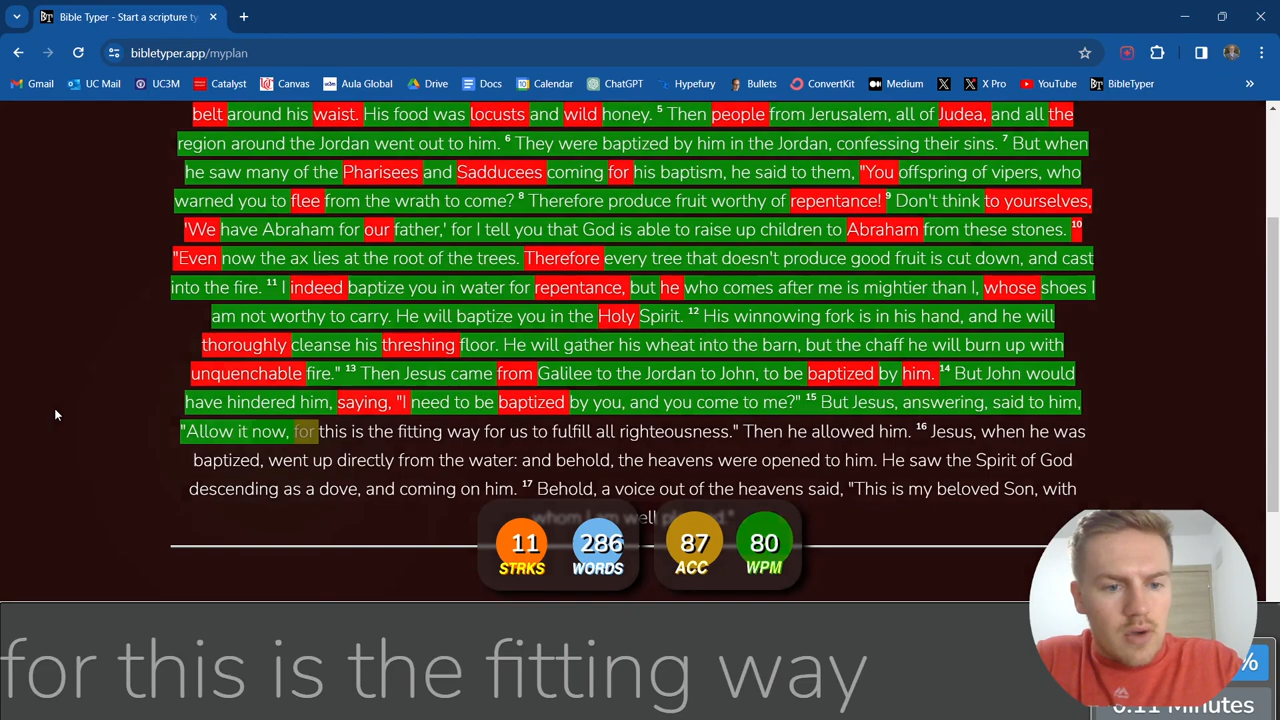 Bible Typer - Start a scripture ty
bibletyper.app/myplan
Gmail UC Mail UC3M Catalyst Canvas Aula Global Drive Docs Calendar ChatGPT Hypefury Bullets ConvertKit Medium X X Pro YouTube BibleTyper »
belt around his waist. His food was locusts and wild honey. 5 Then people from Jerusalem, all of Judea, and all the
region around the Jordan went out to him. 6 They were baptized by him in the Jordan, confessing their sins. 7 But when
he saw many of the Pharisees and Sadducees coming for his baptism, he said to them, "You offspring of vipers, who
warned you to flee from the wrath to come? 8 Therefore produce fruit worthy of repentance! 9 Don't think to yourselves,
'We have Abraham for our father,' for I tell you that God is able to raise up children to Abraham from these stones. 10
"Even now the ax lies at the root of the trees. Therefore every tree that doesn't produce good fruit is cut down, and cast
into the fire. 11 I indeed baptize you in water for repentance, but he who comes after me is mightier than I, whose shoes I
am not worthy to carry. He will baptize you in the Holy Spirit. 12 His winnowing fork is in his hand, and he will
thoroughly cleanse his threshing floor. He will gather his wheat into the barn, but the chaff he will burn up with
unquenchable fire." 13 Then Jesus came from Galilee to the Jordan to John, to be baptized by him. 14 But John would
have hindered him, saying, "I need to be baptized by you, and you come to me?" 15 But Jesus, answering, said to him,
"Allow it now, for this is the fitting way for us to fulfill all righteousness." Then he allowed him. 16 Jesus, when he was
baptized, went up directly from the water: and behold, the heavens were opened to him. He saw the Spirit of God
descending as a dove, and coming on him. 17 Behold, a voice out of the heavens said, "This is my beloved Son, with
whom I am well pleased."
11 286 87 80
STRKS WORDS ACC WPM
for this is the fitting way
%
Minutes